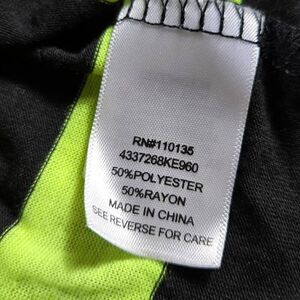 RN#110135
4337268KE960
50%POLYESTER
50%RAYON
MADE IN CHINA
SEE REVERSE FOR CARE